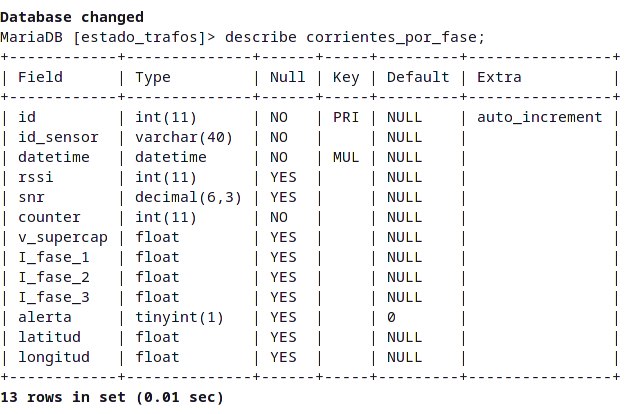 Database changed
MariaDB [estado_trafos]> describe corrientes_por_fase;
+------------+--------------+------+-----+---------+----------------+
| Field      | Type         | Null | Key | Default | Extra          |
+------------+--------------+------+-----+---------+----------------+
| id         | int(11)      | NO   | PRI | NULL    | auto_increment |
| id_sensor  | varchar(40)  | NO   |     | NULL    |                |
| datetime   | datetime     | NO   | MUL | NULL    |                |
| rssi       | int(11)      | YES  |     | NULL    |                |
| snr        | decimal(6,3) | YES  |     | NULL    |                |
| counter    | int(11)      | NO   |     | NULL    |                |
| v_supercap | float        | YES  |     | NULL    |                |
| I_fase_1   | float        | YES  |     | NULL    |                |
| I_fase_2   | float        | YES  |     | NULL    |                |
| I_fase_3   | float        | YES  |     | NULL    |                |
| alerta     | tinyint(1)   | YES  |     | 0       |                |
| latitud    | float        | YES  |     | NULL    |                |
| longitud   | float        | YES  |     | NULL    |                |
+------------+--------------+------+-----+---------+----------------+
13 rows in set (0.01 sec)